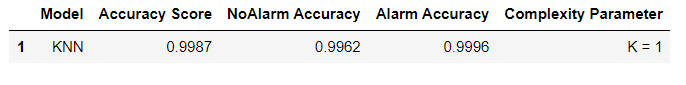 Model Accuracy Score NoAlarm Accuracy Alarm Accuracy Complexity Parameter
1 KNN 0.9987 0.9962 0.9996 K = 1